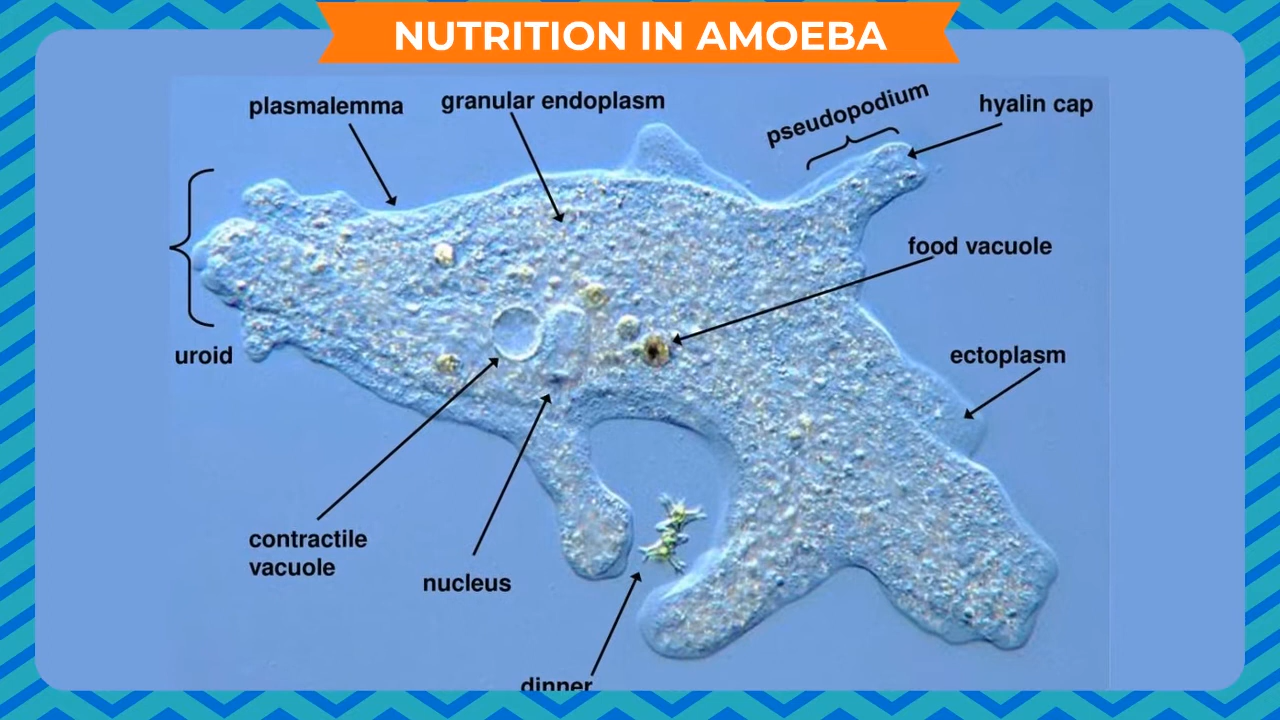 NUTRITION IN AMOEBA
plasmalemma
granular endoplasm
pseudopodium
hyalin cap
food vacuole
uroid
ectoplasm
contractile
vacuole
nucleus
dinner